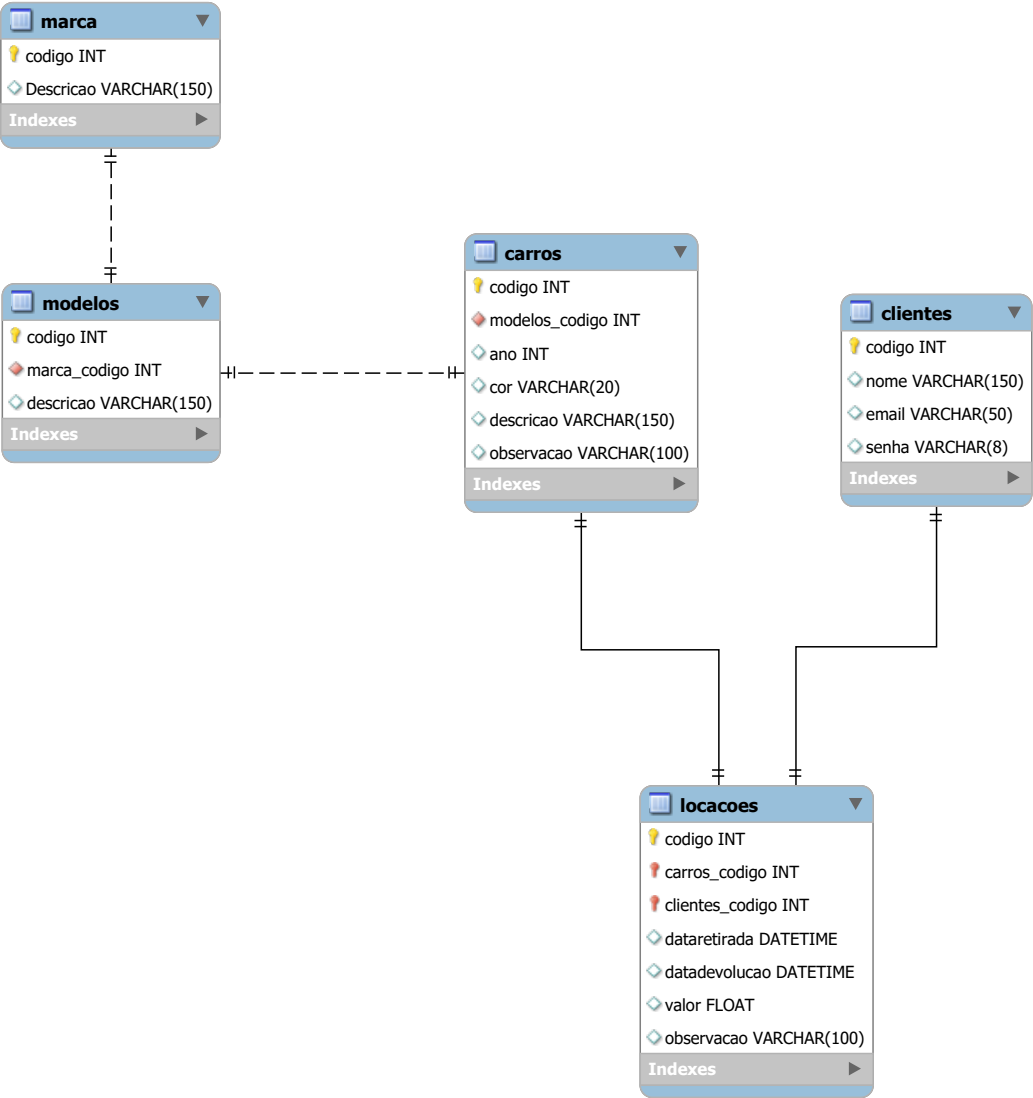 marca
codigo INT
Descricao VARCHAR(150)
Indexes
modelos
codigo INT
marca_codigo INT
descricao VARCHAR(150)
Indexes
carros
codigo INT
modelos_codigo INT
ano INT
cor VARCHAR(20)
descricao VARCHAR(150)
observacao VARCHAR(100)
Indexes
clientes
codigo INT
nome VARCHAR(150)
email VARCHAR(50)
senha VARCHAR(8)
Indexes
locacoes
codigo INT
carros_codigo INT
clientes_codigo INT
dataretirada DATETIME
datadevolucao DATETIME
valor FLOAT
observacao VARCHAR(100)
Indexes